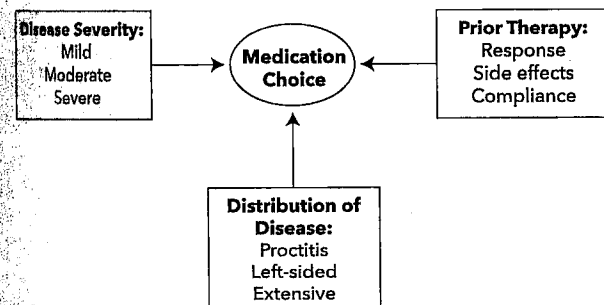 Disease Severity:
Mild
Moderate
Severe
Medication
Choice
Prior Therapy:
Response
Side effects
Compliance
Distribution of
Disease:
Proctitis
Left-sided
Extensive